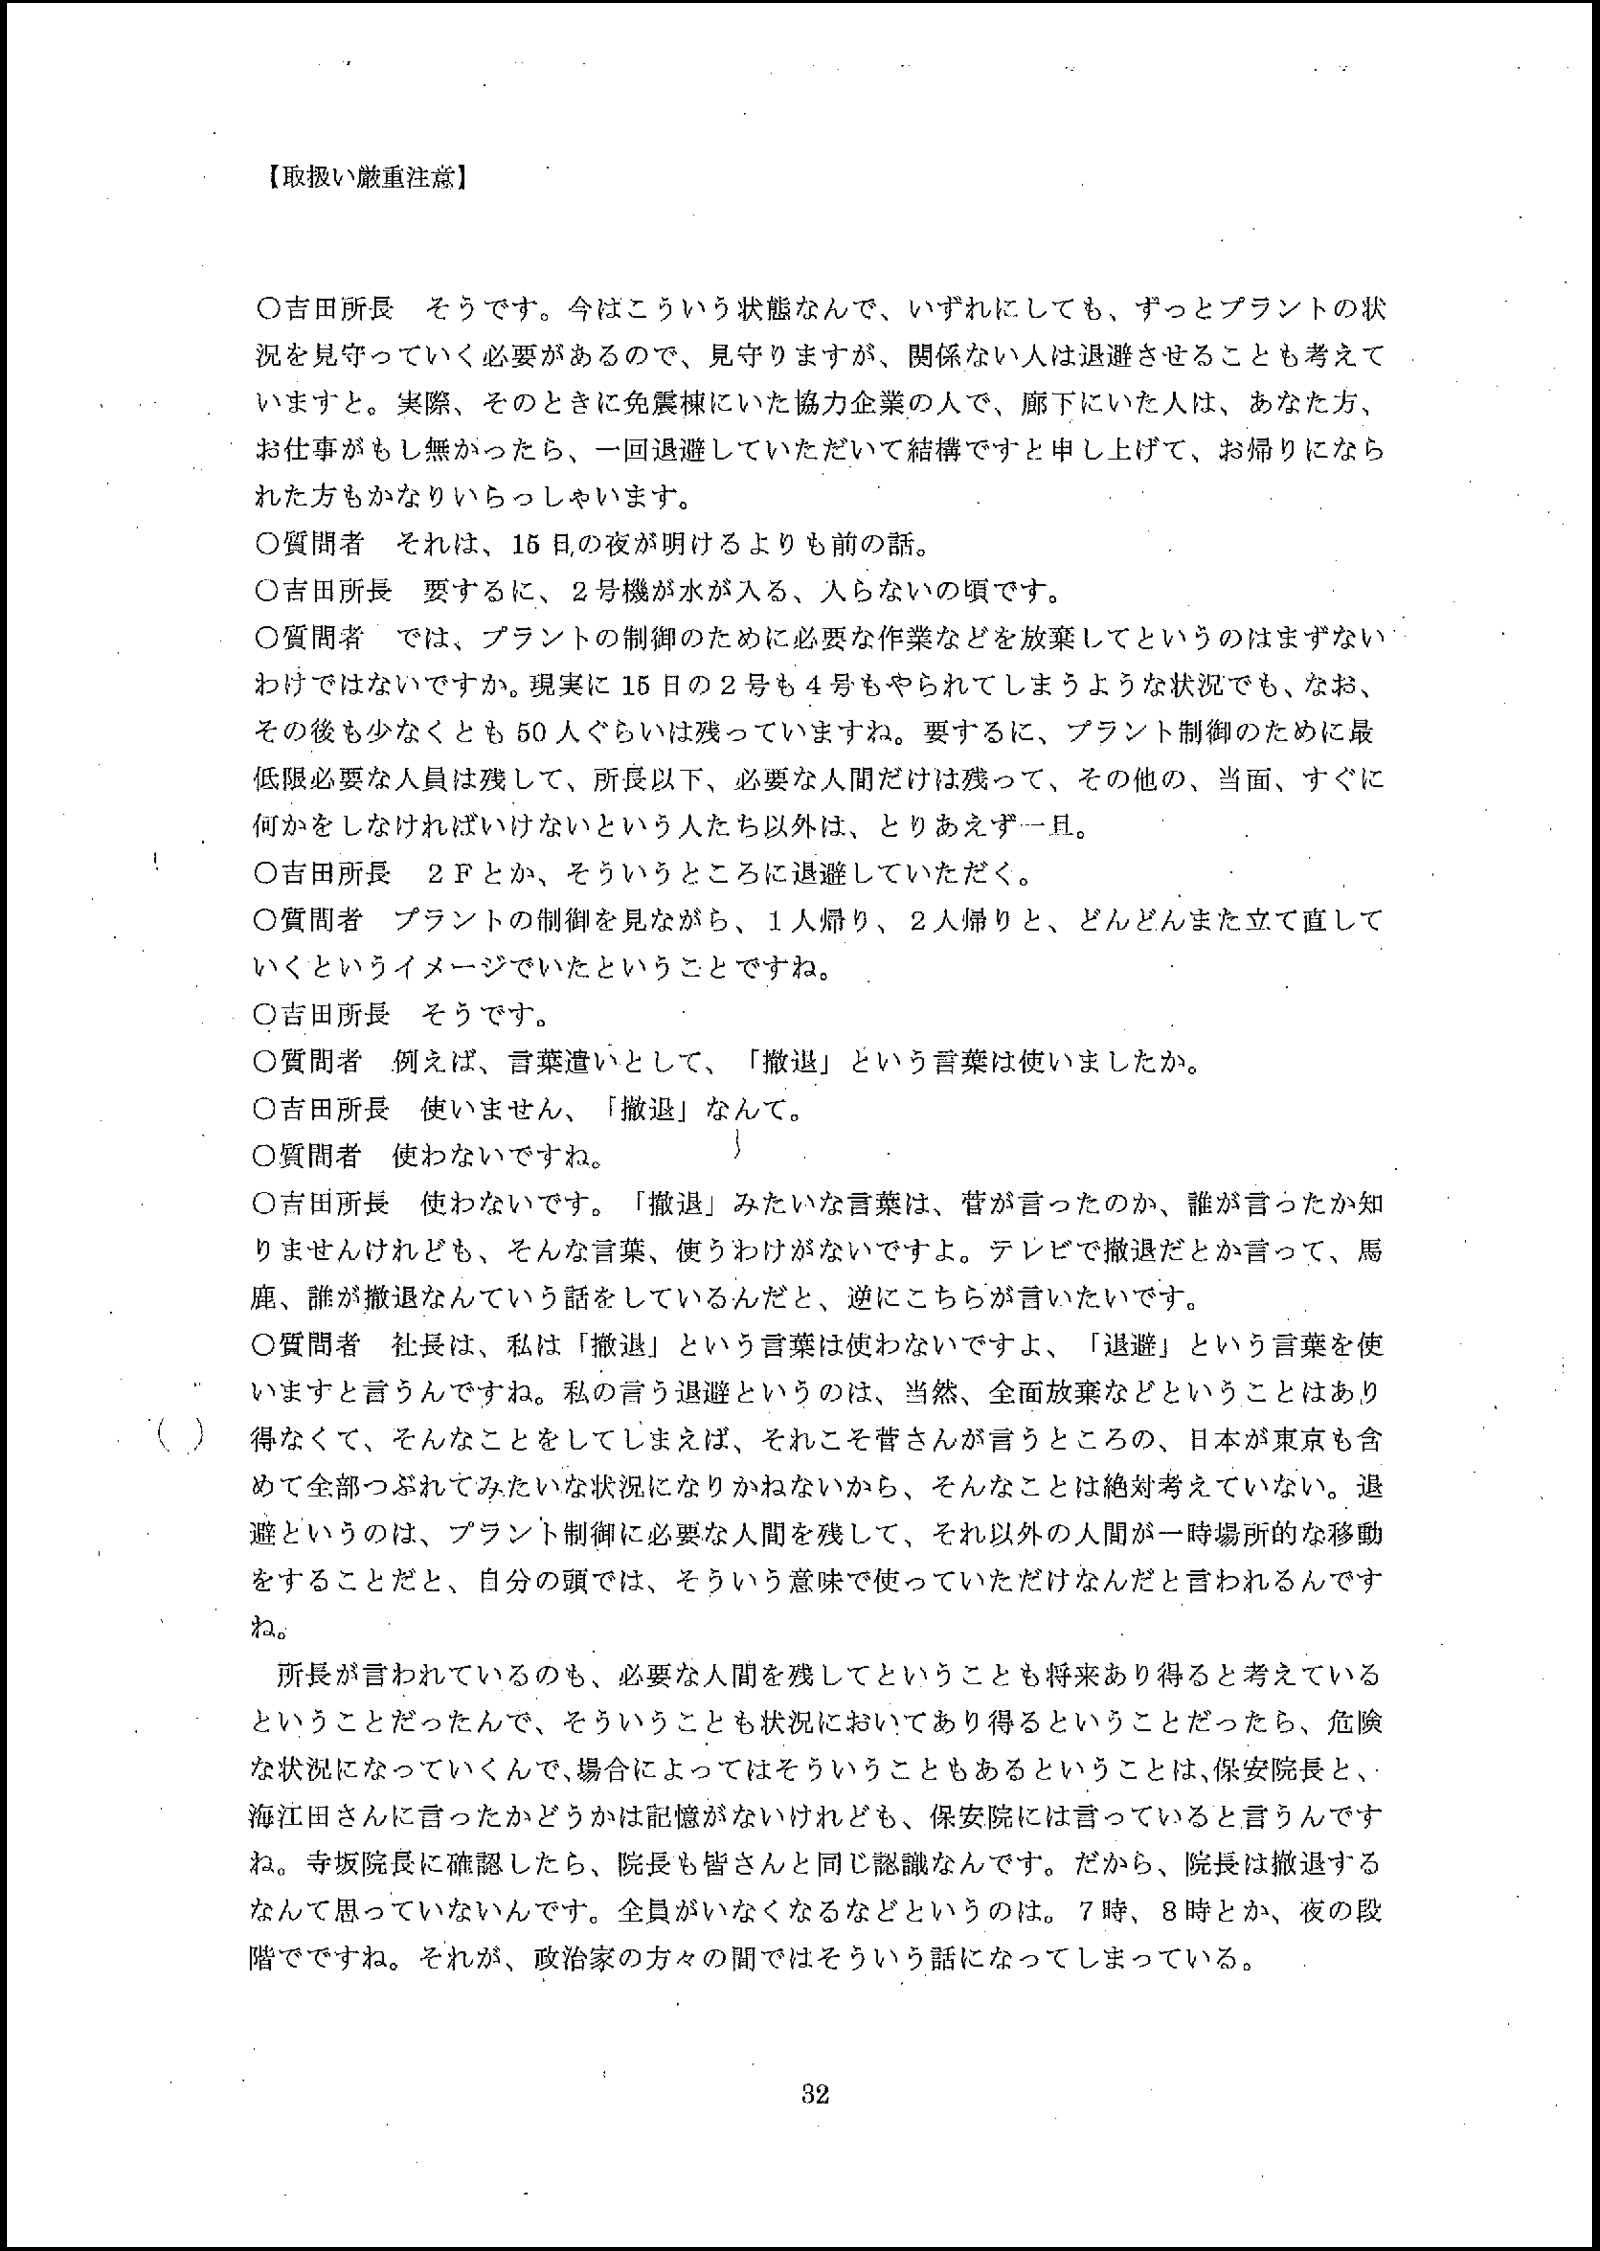 【取扱い厳重注意】
○吉田所長　そうです。今はこういう状態なんで、いずれにしても、ずっとプラントの状
況を見守っていく必要があるので、見守りますが、関係ない人は退避させることも考えて
いますと。実際、そのときに免震棟にいた協力企業の人で、廊下にいた人は、あなた方、
お仕事がもし無かったら、一回退避していただいて結構ですと申し上げて、お帰りになら
れた方もかなりいらっしゃいます。
○質問者　それは、15 日の夜が明けるよりも前の話。
○吉田所長　要するに、２号機が水が入る、入らないの頃です。
○質問者　では、プラントの制御のために必要な作業などを放棄してというのはまずない
わけではないですか。現実に 15 日の２号も４号もやられてしまうような状況でも、なお、
その後も少なくとも 50 人ぐらいは残っていますね。要するに、プラント制御のために最
低限必要な人員は残して、所長以下、必要な人間だけは残って、その他の、当面、すぐに
何かをしなければいけないという人たち以外は、とりあえず一旦。
○吉田所長　２Ｆとか、そういうところに退避していただく。
○質問者　プラントの制御を見ながら、１人帰り、２人帰りと、どんどんまた立て直して
いくというイメージでいたということですね。
○吉田所長　そうです。
○質問者　例えば、言葉遣いとして、「撤退」という言葉は使いましたか。
○吉田所長　使いません、「撤退」なんて。
○質問者　使わないですね。
○吉田所長　使わないです。「撤退」みたいな言葉は、菅が言ったのか、誰が言ったか知
りませんけれども、そんな言葉、使うわけがないですよ。テレビで撤退だとか言って、馬
鹿、誰が撤退なんていう話をしているんだと、逆にこちらが言いたいです。
○質問者　社長は、私は「撤退」という言葉は使わないですよ、「退避」という言葉を使
いますと言うんですね。私の言う退避というのは、当然、全面放棄などということはあり
得なくて、そんなことをしてしまえば、それこそ菅さんが言うところの、日本が東京も含
めて全部つぶれてみたいな状況になりかねないから、そんなことは絶対考えていない。退
避というのは、プラント制御に必要な人間を残して、それ以外の人間が一時場所的な移動
をすることだと、自分の頭では、そういう意味で使っていただけなんだと言われるんです
ね。
　所長が言われているのも、必要な人間を残してということも将来あり得ると考えている
ということだったんで、そういうことも状況においてあり得るということだったら、危険
な状況になっていくんで、場合によってはそういうこともあるということは、保安院長と、
海江田さんに言ったかどうかは記憶がないけれども、保安院には言っていると言うんです
ね。寺坂院長に確認したら、院長も皆さんと同じ認識なんです。だから、院長は撤退する
なんて思っていないんです。全員がいなくなるなどというのは。７時、８時とか、夜の段
階でですね。それが、政治家の方々の間ではそういう話になってしまっている。
32